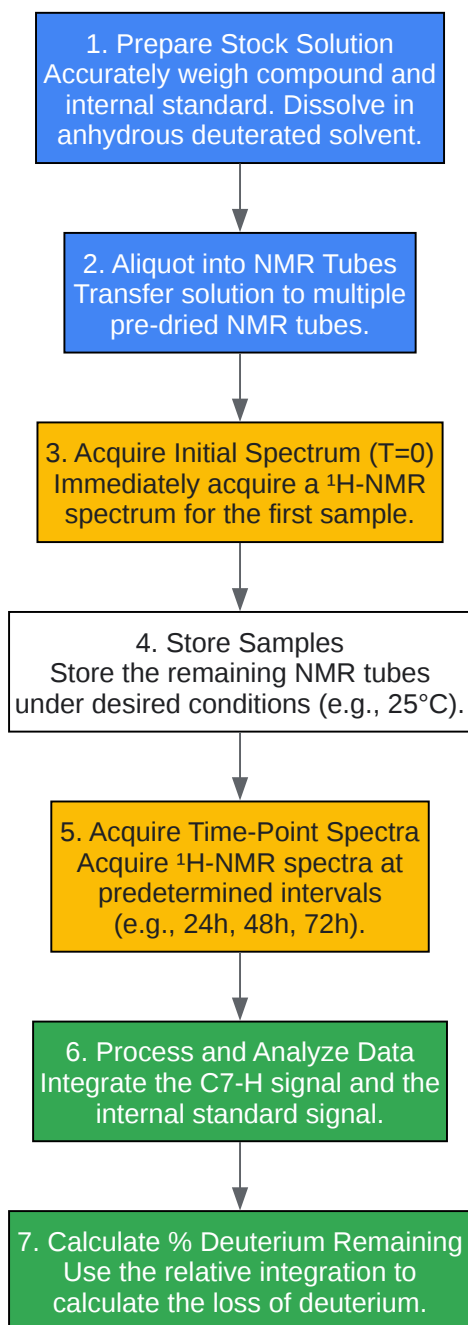 1. Prepare Stock Solution
Accurately weigh compound and
internal standard. Dissolve in
anhydrous deuterated solvent.
2. Aliquot into NMR Tubes
Transfer solution to multiple
pre-dried NMR tubes.
3. Acquire Initial Spectrum (T=0)
Immediately acquire a ¹H-NMR
spectrum for the first sample.
4. Store Samples
Store the remaining NMR tubes
under desired conditions (e.g., 25°C).
5. Acquire Time-Point Spectra
Acquire ¹H-NMR spectra at
predetermined intervals
(e.g., 24h, 48h, 72h).
6. Process and Analyze Data
Integrate the C7-H signal and the
internal standard signal.
7. Calculate % Deuterium Remaining
Use the relative integration to
calculate the loss of deuterium.